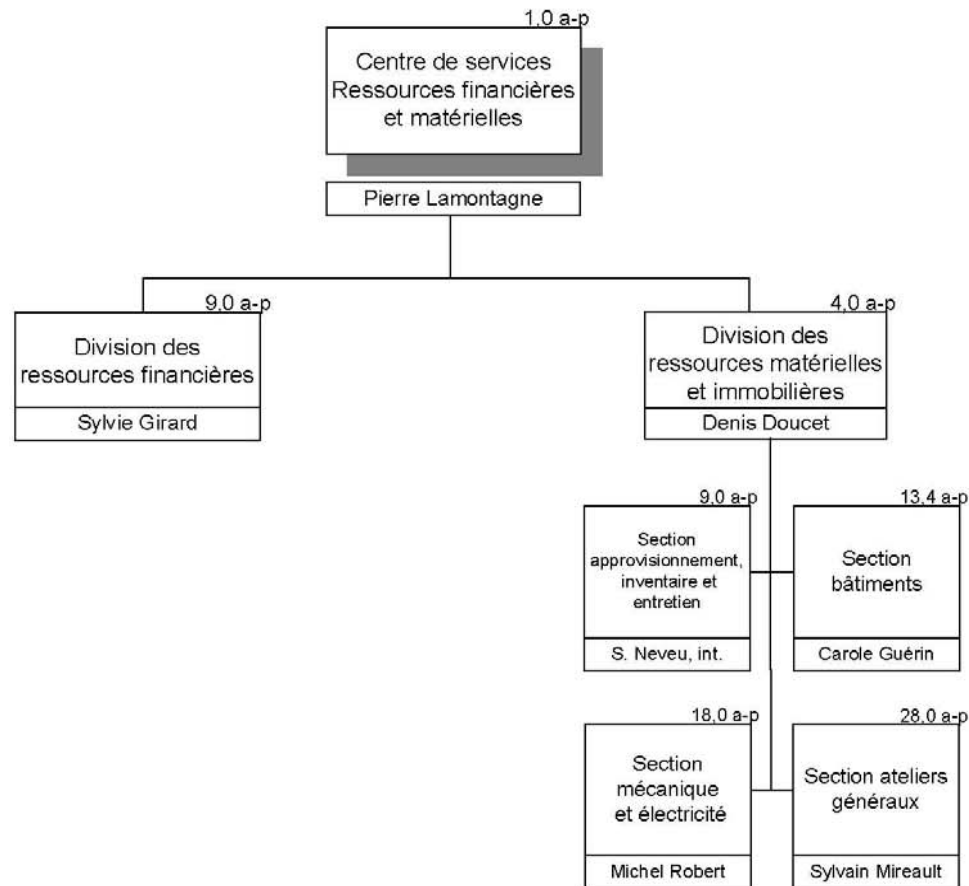 1,0 a-p
Centre de services
Ressources financières
et matérielles
Pierre Lamontagne
9,0 a-p
Division des
ressources financières
Sylvie Girard
4,0 a-p
Division des
ressources matérielles
et immobilières
Denis Doucet
9,0 a-p
Section
approvisionnement,
inventaire et
entretien
S. Neveu, int.
13,4 a-p
Section
bâtiments
Carole Guérin
18,0 a-p
Section
mécanique
et électricité
Michel Robert
28,0 a-p
Section ateliers
généraux
Sylvain Mireault